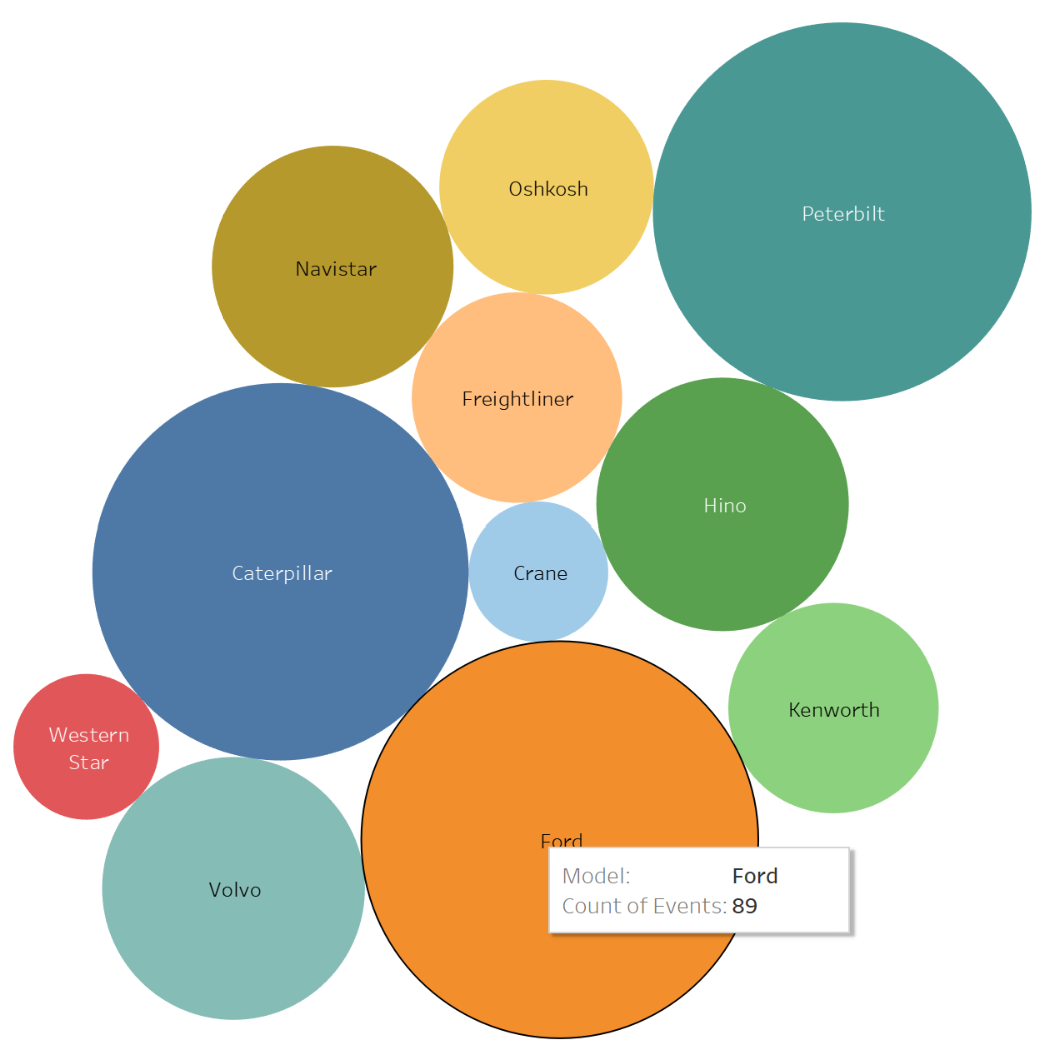 Oshkosh
Peterbilt
Navistar
Freightliner
Hino
Caterpillar
Crane
Kenworth
Western
Star
Ford
Model: Ford
Count of Events: 89
Volvo